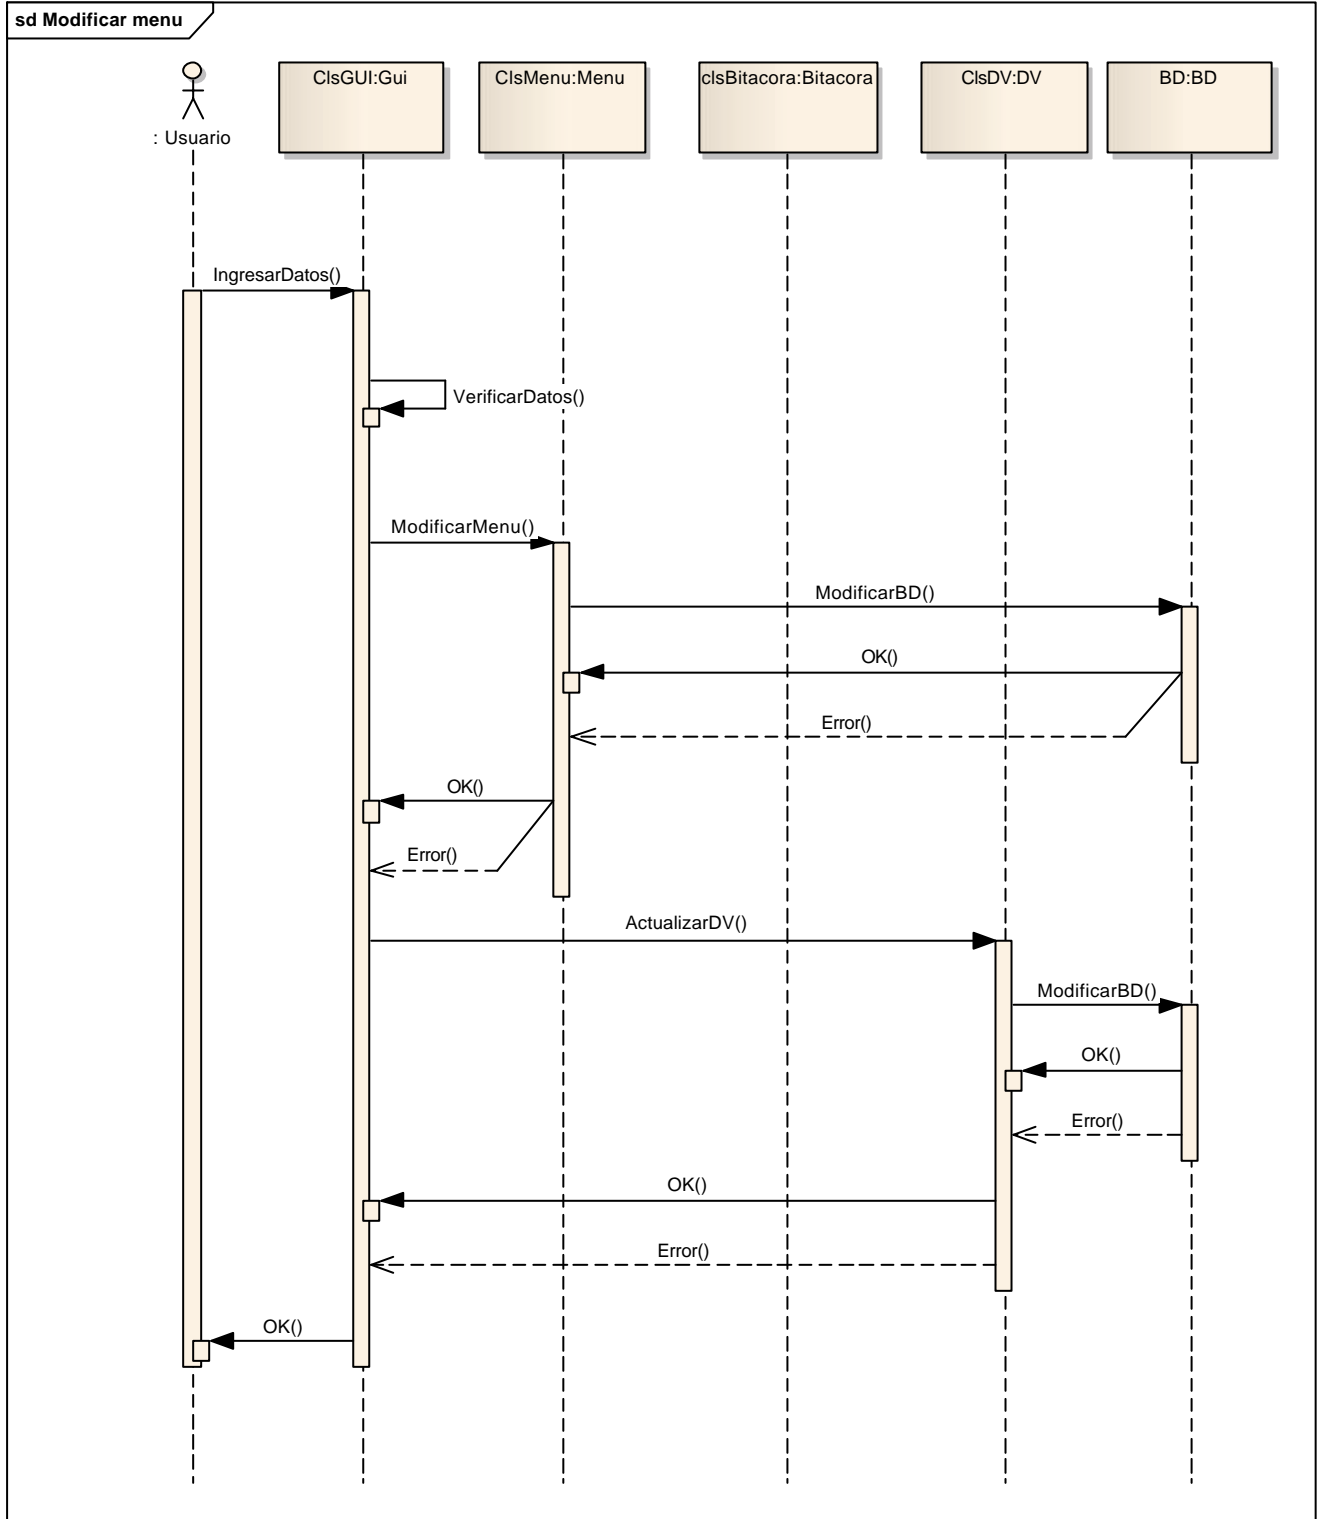 sd Modificar menu
: Usuario
ClsGUI:Gui
ClsMenu:Menu
clsBitacora:Bitacora
ClsDV:DV
BD:BD
IngresarDatos()
VerificarDatos()
ModificarMenu()
ModificarBD()
OK()
Error()
OK()
Error()
ActualizarDV()
ModificarBD()
OK()
Error()
OK()
Error()
OK()